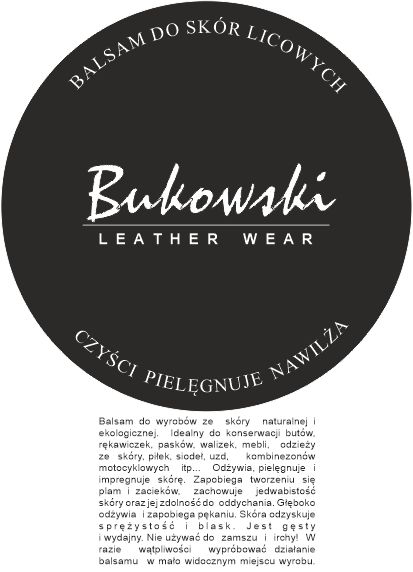 BALSAM DO SKÓR LICOWYCH
Bukowski
LEATHER WEAR
CZYŚCI PIELĘGNUJE NAWILŻA
Balsam do wyrobów ze skóry naturalnej i
ekologicznej. Idealny do konserwacji butów,
rękawiczek, pasków, walizek, mebli, odzieży
ze skóry, piłek, siodeł, uzd, kombinezonów
motocyklowych itp... Odżywia, pielęgnuje i
impregnuje skórę. Zapobiega tworzeniu się
plam i zacieków, zachowuje jedwabistość
skóry oraz jej zdolność do oddychania. Głęboko
odżywia i zapobiega pękaniu. Skóra odzyskuje
sprężystość i blask. Jest gęsty
i wydajny. Nie używać do zamszu i irchy! W
razie wątpliwości wypróbować działanie
balsamu w mało widocznym miejscu wyrobu.